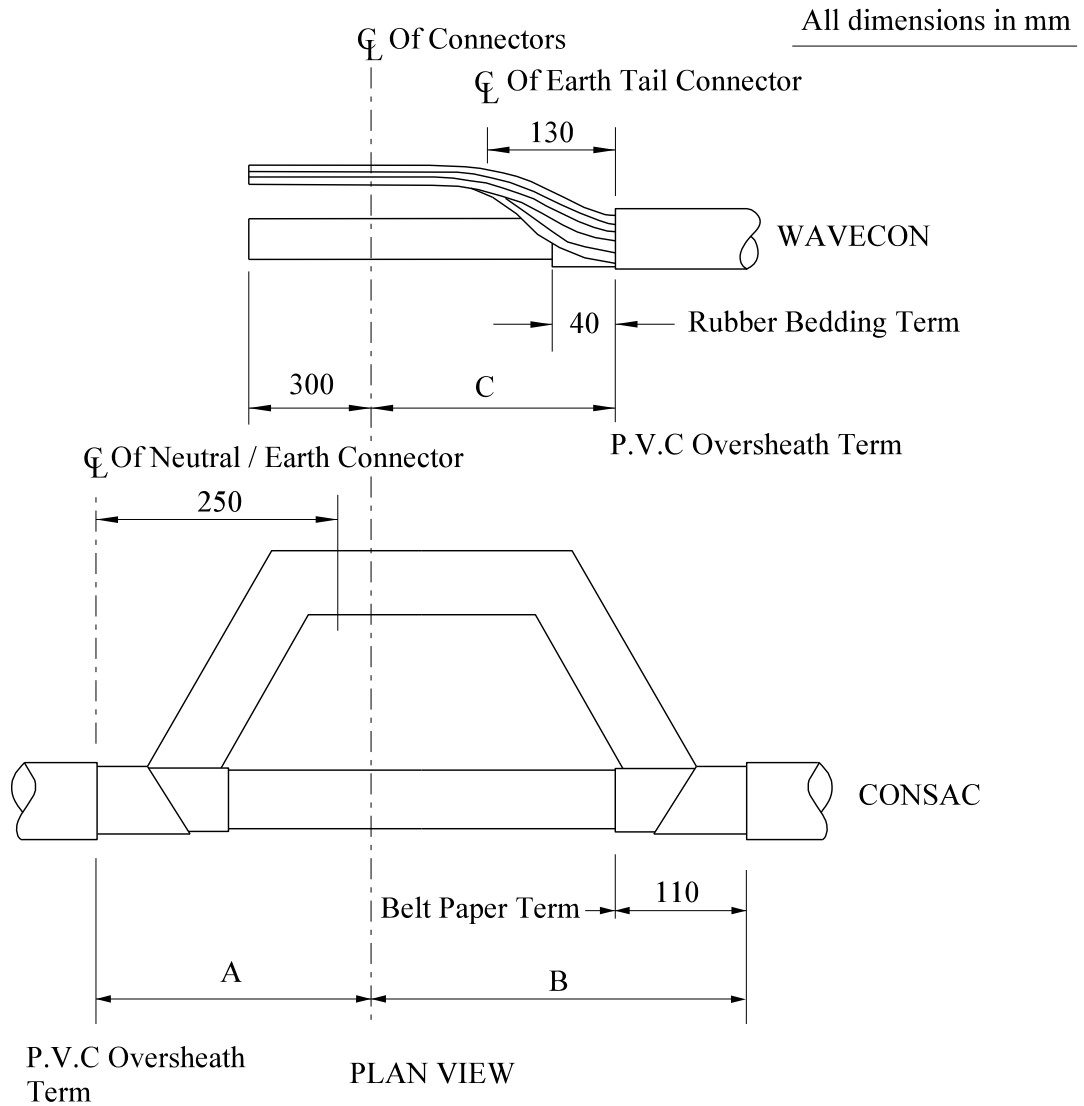 All dimensions in mm
℄ Of Connectors
℄ Of Earth Tail Connector
130
WAVECON
40
Rubber Bedding Term
300
C
P.V.C Oversheath Term
℄ Of Neutral / Earth Connector
250
CONSAC
Belt Paper Term
110
A
B
P.V.C Oversheath
Term
PLAN VIEW